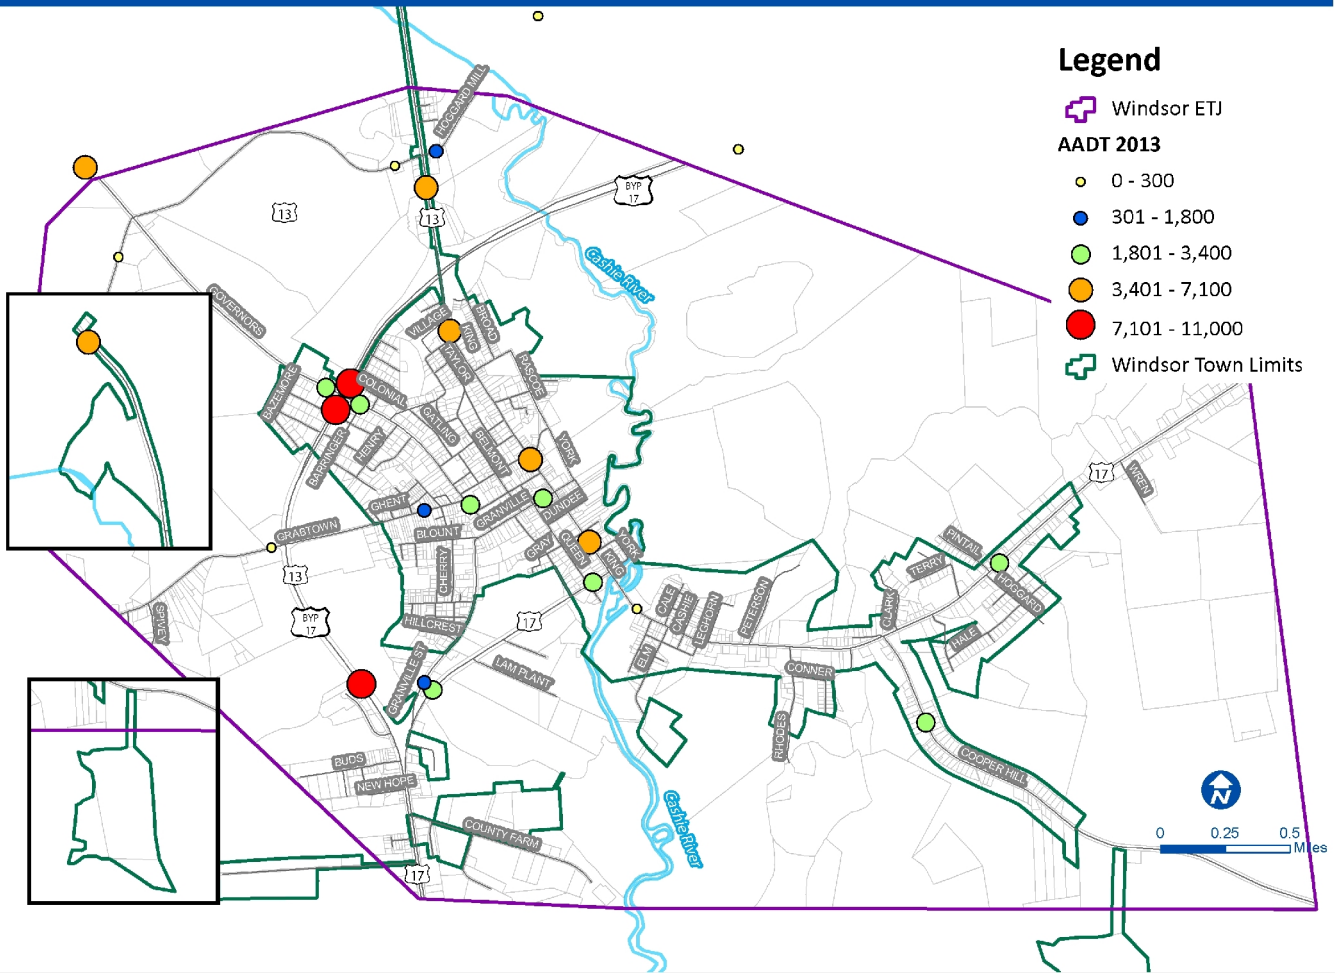 Legend
Windsor ETJ
AADT 2013
0 - 300
301 - 1,800
1,801 - 3,400
3,401 - 7,100
7,101 - 11,000
Windsor Town Limits
HOGGARD MILL
BYP
17
13
13
Cashie River
GOVERNORS
VILLAGE
KING
BROAD
TAYLOR
RASCOE
BAZEMORE
COLONIAL
GATLING
BELMONT
YORK
BARRINGER
HENRY
GHENT
GRANVILLE
DUNDEE
BLOUNT
GRABTOWN
GRAY
QUEEN
KING
YORK
CHERRY
13
BYP
17
SPIVEY
HILLCREST
17
GRANVILLE ST
LAM PLANT
CALE
CASHIE
LEGHORN
PETERSON
ELM
CONNER
RHODES
CLARK
TERRY
PINTAIL
HOGGARD
HALE
17
WREN
COOPER HILL
BUDS
NEW HOPE
COUNTY FARM
17
Cashie River
N
0 0.25 0.5
Miles